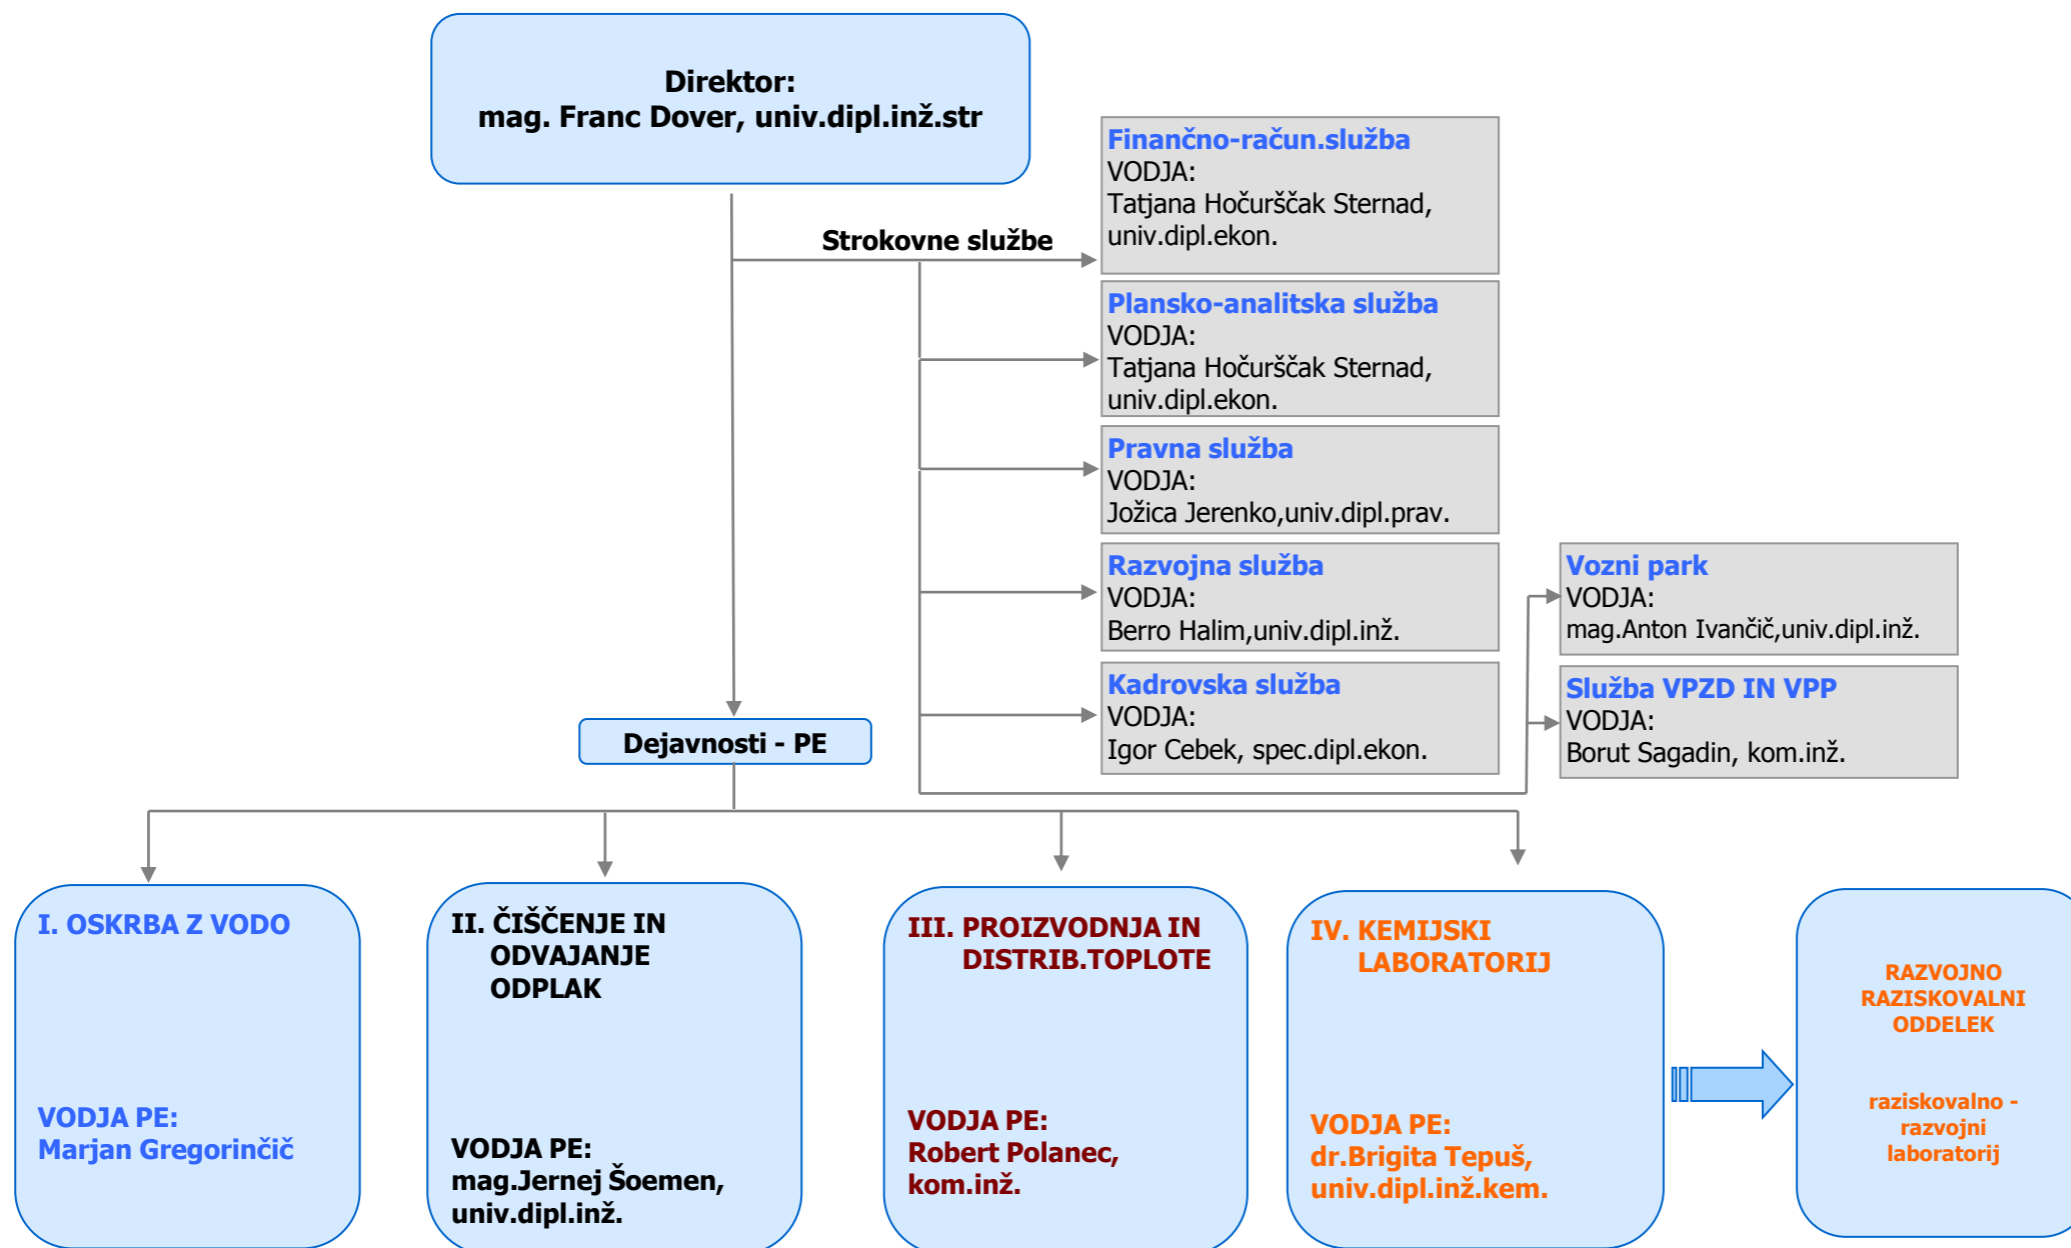 Direktor:
mag. Franc Dover, univ.dipl.inž.str
Strokovne službe
Finančno-račun.služba
VODJA:
Tatjana Hočurščak Sternad,
univ.dipl.ekon.
Plansko-analitska služba
VODJA:
Tatjana Hočurščak Sternad,
univ.dipl.ekon.
Pravna služba
VODJA:
Jožica Jerenko,univ.dipl.prav.
Razvojna služba
VODJA:
Berro Halim,univ.dipl.inž.
Kadrovska služba
VODJA:
Igor Cebek, spec.dipl.ekon.
Vozni park
VODJA:
mag.Anton Ivančič,univ.dipl.inž.
Služba VPZD IN VPP
VODJA:
Borut Sagadin, kom.inž.
Dejavnosti - PE
I. OSKRBA Z VODO
VODJA PE:
Marjan Gregorinčič
II. ČIŠČENJE IN
ODVAJANJE
ODPLAK
VODJA PE:
mag.Jernej Šoemen,
univ.dipl.inž.
III. PROIZVODNJA IN
DISTRIB.TOPLOTE
VODJA PE:
Robert Polanec,
kom.inž.
IV. KEMIJSKI
LABORATORIJ
VODJA PE:
dr.Brigita Tepuš,
univ.dipl.inž.kem.
RAZVOJNO
RAZISKOVALNI
ODDELEK
raziskovalno -
razvojni
laboratorij